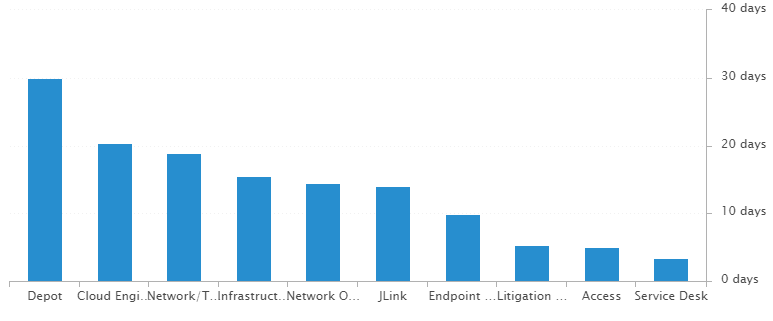 40 days
30 days
20 days
10 days
0 days
Depot Cloud Engi... Network/T... Infrastruct... Network O... JLink Endpoint ... Litigation ... Access Service Desk